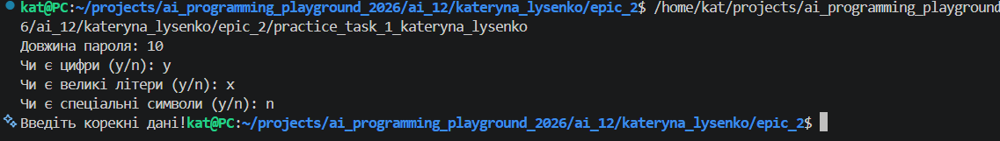 kat@PC:~/projects/ai_programming_playground_2026/ai_12/kateryna_lysenko/epic_2$ /home/kat/projects/ai_programming_playground
6/ai_12/kateryna_lysenko/epic_2/practice_task_1_kateryna_lysenko
Довжина пароля: 10
Чи є цифри (y/n): y
Чи є великі літери (y/n): x
Чи є спеціальні символи (y/n): n
Введіть корекні дані!kat@PC:~/projects/ai_programming_playground_2026/ai_12/kateryna_lysenko/epic_2$